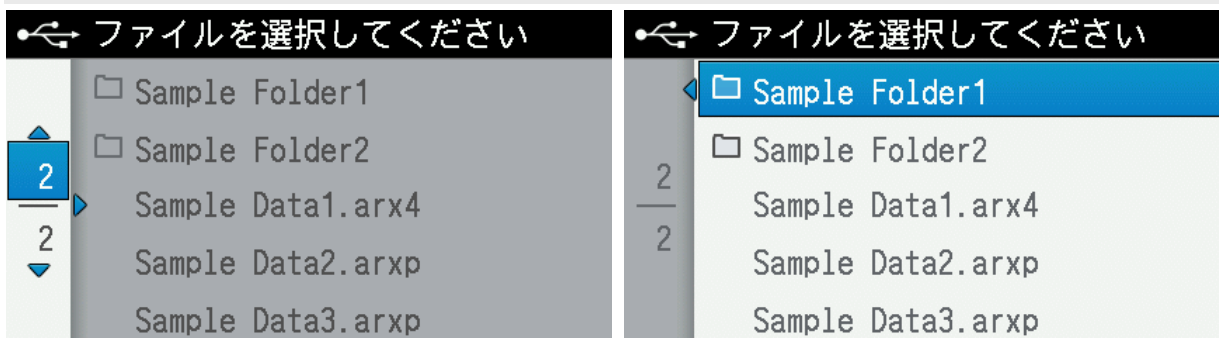 ファイルを選択してください
Sample Folder1
Sample Folder2
Sample Data1.arx4
Sample Data2.arxp
Sample Data3.arxp
2
2
ファイルを選択してください
Sample Folder1
Sample Folder2
Sample Data1.arx4
Sample Data2.arxp
Sample Data3.arxp
2
2